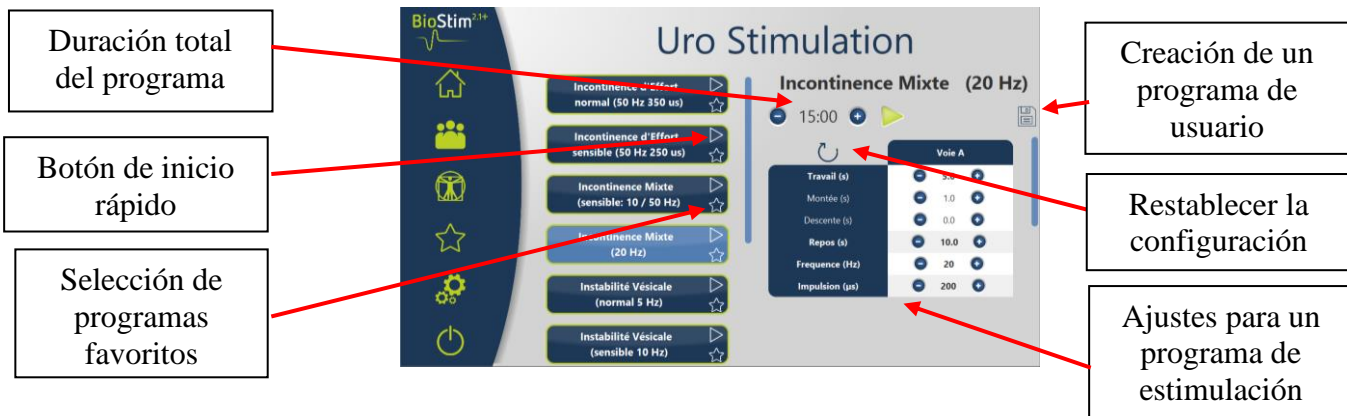 Duración total
del programa
Botón de inicio
rápido
Selección de
programas
favoritos
BioStim 2.1+
Uro Stimulation
Incontinence d'Effort
normal (50 Hz 350 us)
Incontinence d'Effort
sensible (50 Hz 250 us)
Incontinence Mixte
(sensible: 10 / 50 Hz)
Incontinence Mixte
(20 Hz)
Instabilité Vésicale
(normal 5 Hz)
Instabilité Vésicale
(sensible 10 Hz)
Incontinence Mixte (20 Hz)
15:00
Voie A
Travail (s)
Montée (s) 1.0
Descente (s) 0.0
Repos (s) 10.0
Frequence (Hz) 20
Impulsion (µs) 200
Creación de un
programa de
usuario
Restablecer la
configuración
Ajustes para un
programa de
estimulación